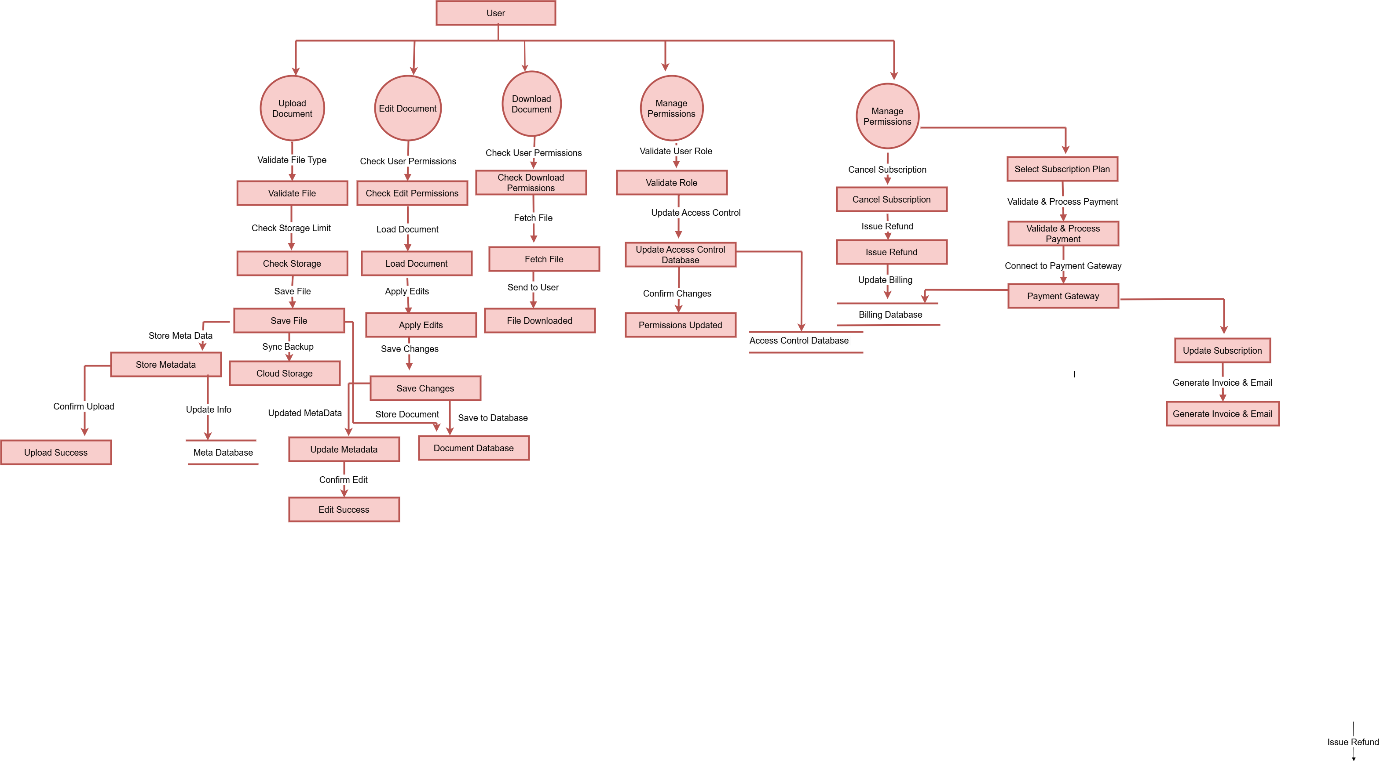 User
Upload
Document
Edit Document
Download
Document
Manage
Permissions
Manage
Permissions
Validate File Type
Check User Permissions
Check User Permissions
Validate User Role
Cancel Subscription
Select Subscription Plan
Validate File
Check Edit Permissions
Check Download
Permissions
Validate Role
Cancel Subscription
Validate & Process Payment
Check Storage Limit
Load Document
Fetch File
Update Access Control
Issue Refund
Validate & Process
Payment
Check Storage
Load Document
Fetch File
Update Access Control
Database
Issue Refund
Connect to Payment Gateway
Save File
Apply Edits
Send to User
Confirm Changes
Update Billing
Payment Gateway
Save File
Apply Edits
File Downloaded
Permissions Updated
Billing Database
Store Meta Data
Sync Backup
Save Changes
Access Control Database
Update Subscription
Store Metadata
Cloud Storage
Save Changes
Generate Invoice & Email
Confirm Upload
Update Info
Updated MetaData
Store Document
Save to Database
Generate Invoice & Email
Upload Success
Meta Database
Update Metadata
Document Database
Confirm Edit
Edit Success
Issue Refund